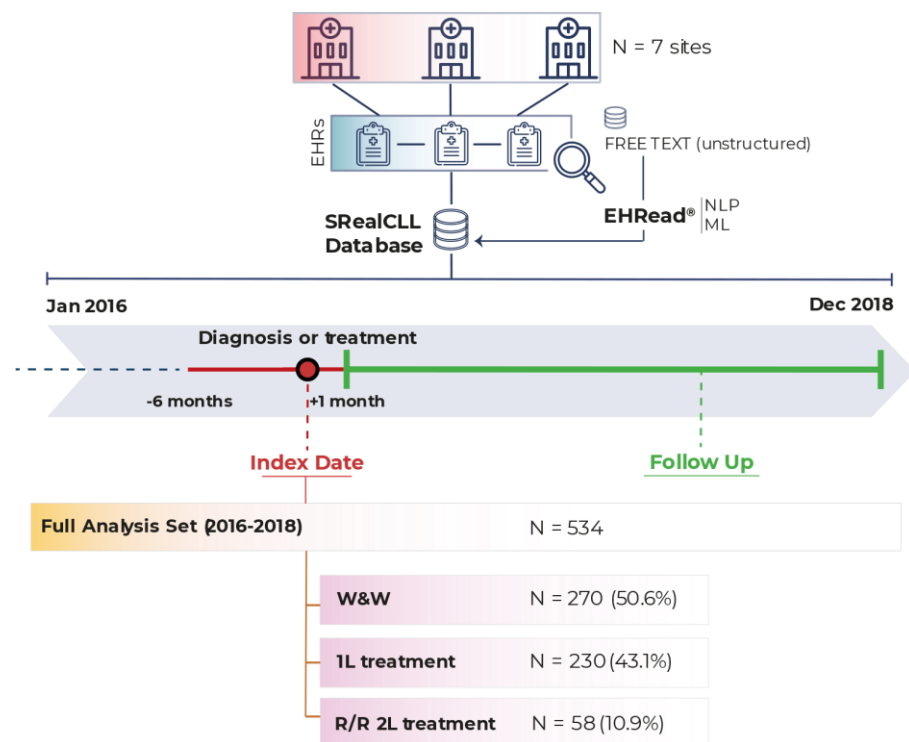 N = 7 sites
EHRs
FREE TEXT (unstructured)
EHRead® NLP
ML
SRealCLL
Database
Jan 2016
Dec 2018
Diagnosis or treatment
-6 months
+1 month
Index Date
Follow Up
Full Analysis Set (2016-2018) N = 534
W&W N = 270 (50.6%)
1L treatment N = 230 (43.1%)
R/R 2L treatment N = 58 (10.9%)